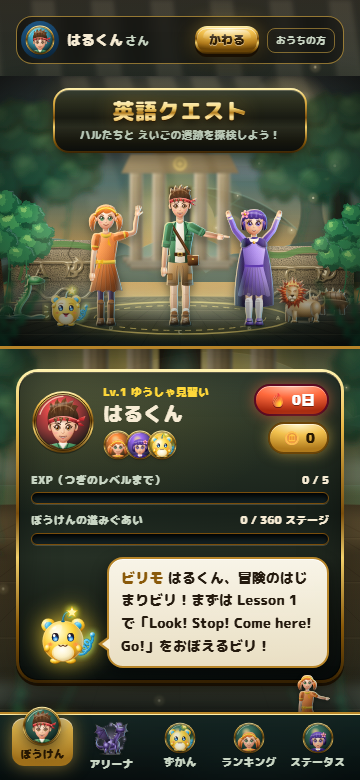 はるくんさん
かわる
おうちの方
英語クエスト
ハルたちと えいごの遺跡を探検しよう！
Lv.1 ゆうしゃ見習い
はるくん
0日
0
EXP（つぎのレベルまで） 0 / 5
ぼうけんの進みぐあい 0 / 360 ステージ
ビリモ はるくん、冒険のはじ
まりビリ！まずは Lesson 1
で「Look! Stop! Come here!
Go!」をおぼえるビリ！
ぼうけん
アリーナ
ずかん
ランキング
ステータス